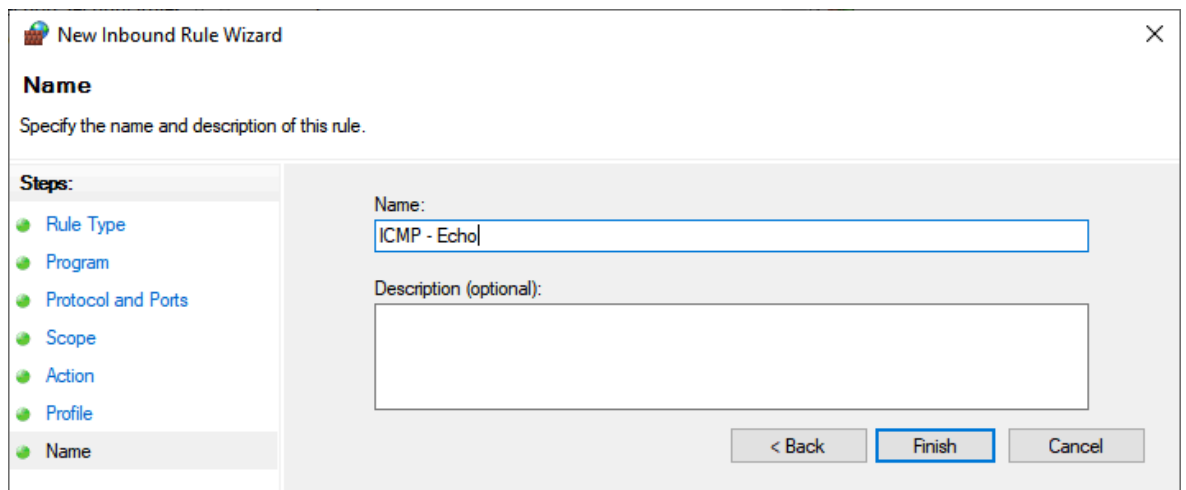 New Inbound Rule Wizard
Name
Specify the name and description of this rule.
Steps:
Rule Type
Program
Protocol and Ports
Scope
Action
Profile
Name
Name:
ICMP - Echo
Description (optional):
< Back
Finish
Cancel